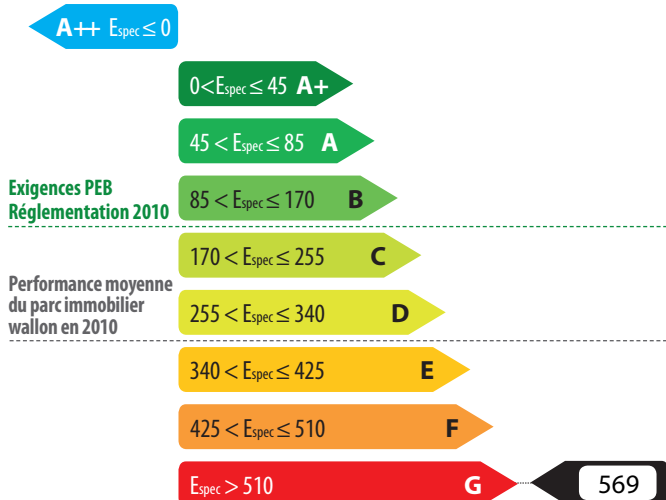 A++ Espec ≤ 0
0<Espec ≤ 45 A+
45 < Espec ≤ 85 A
Exigences PEB
Réglementation 2010
85 < Espec ≤ 170 B
170 < Espec ≤ 255 C
Performance moyenne
du parc immobilier
wallon en 2010
255 < Espec ≤ 340 D
340 < Espec ≤ 425 E
425 < Espec ≤ 510 F
Espec > 510 G
569